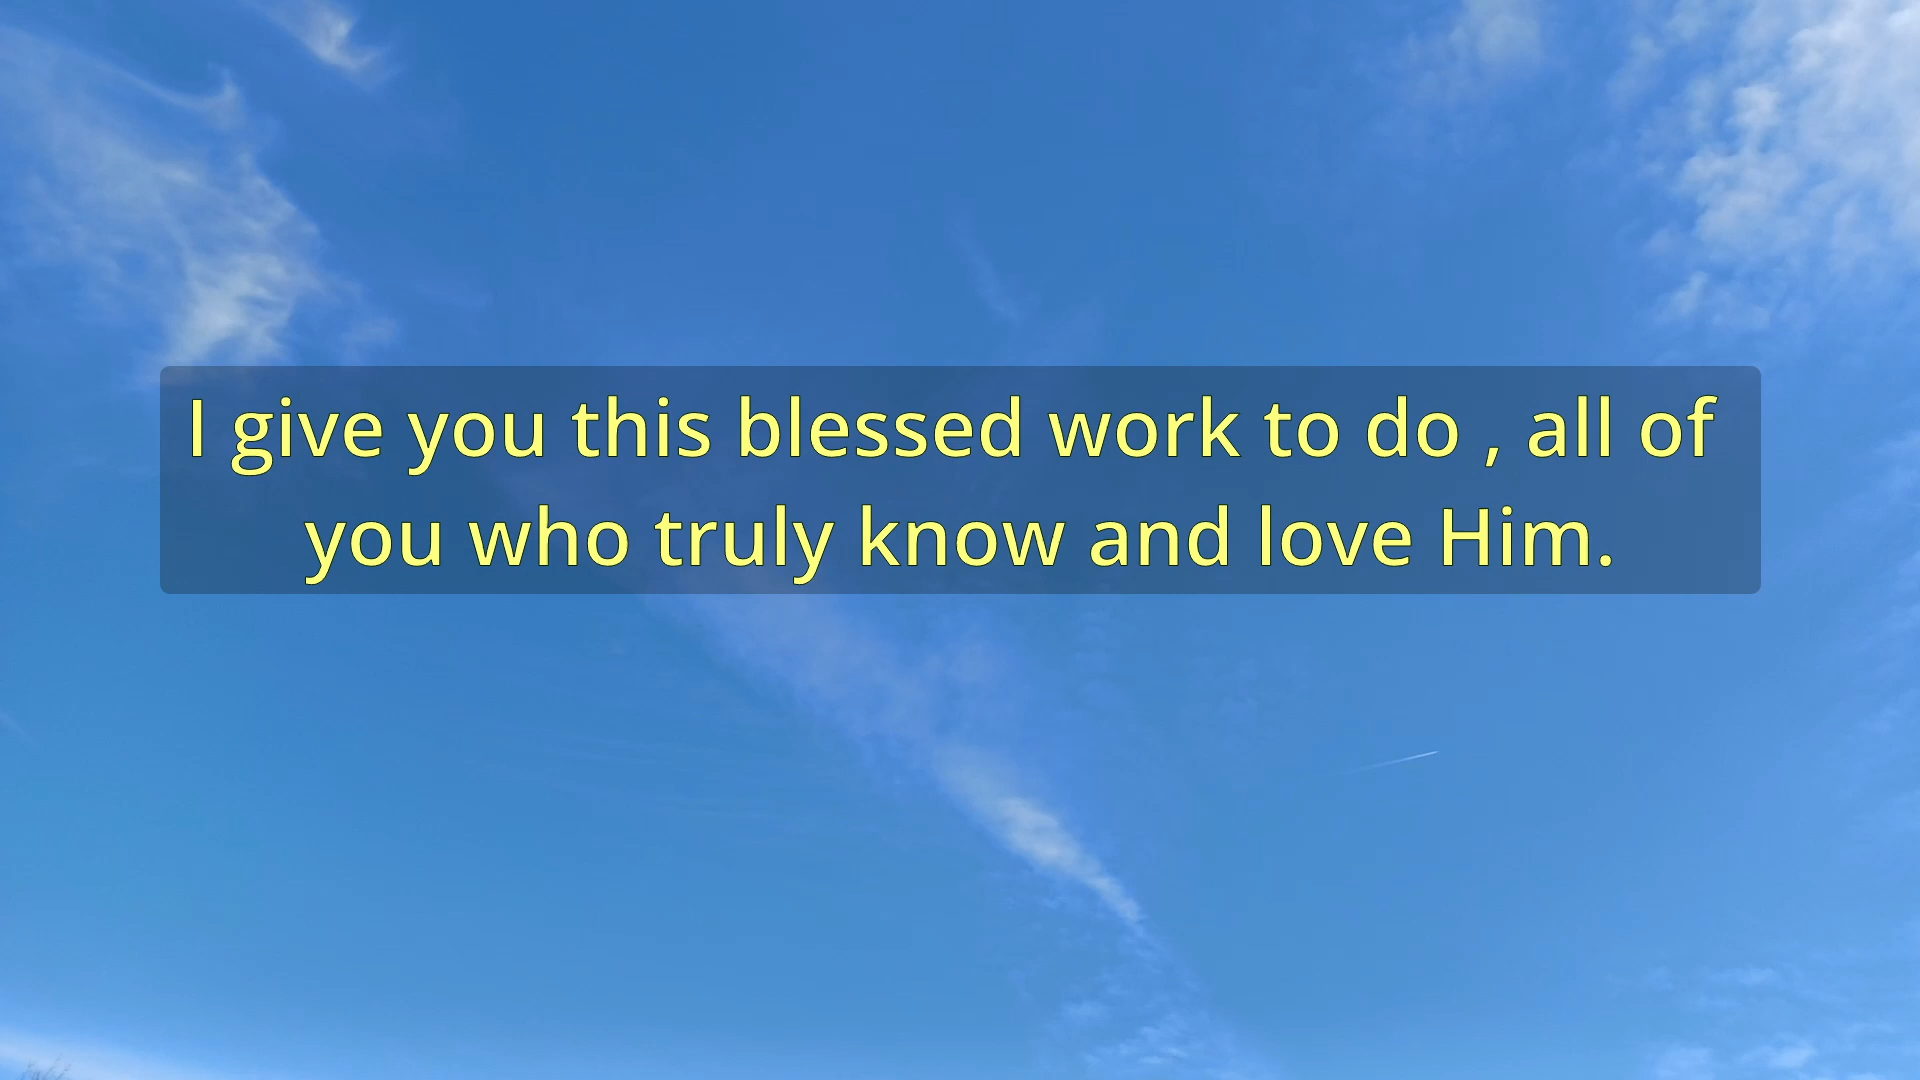 I give you this blessed work to do , all of
you who truly know and love Him.